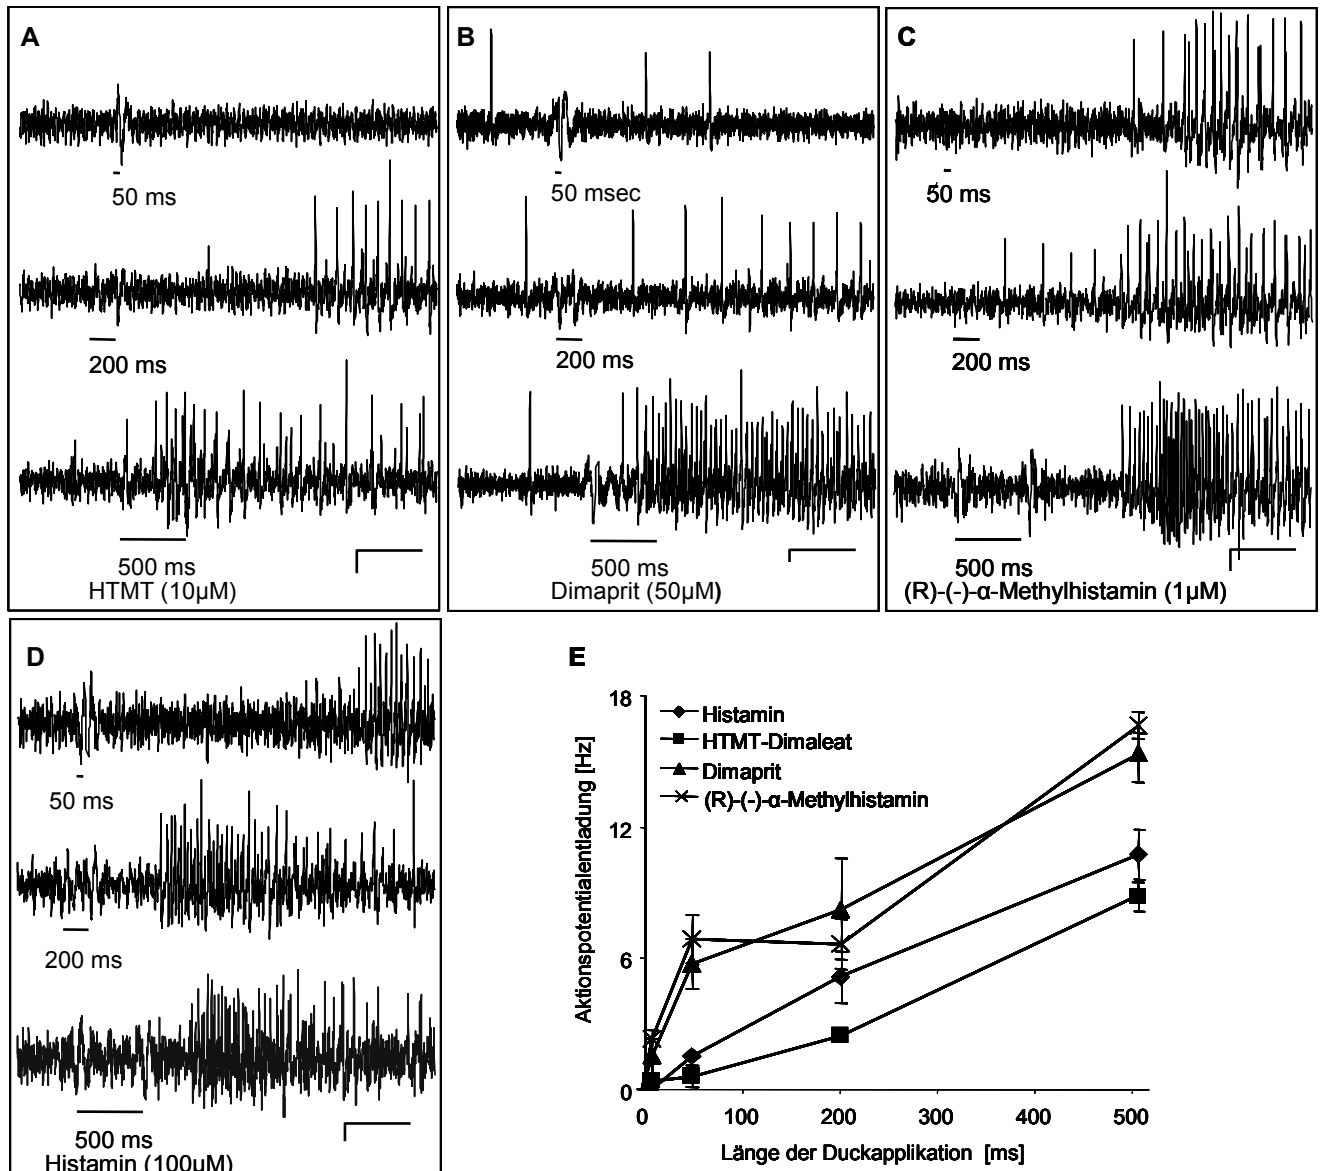 A
50 ms
200 ms
500 ms
HTMT (10µM)
B
50 msec
200 ms
500 ms
Dimaprit (50µM)
C
50 ms
200 ms
500 ms
(R)-(-)-α-Methylhistamin (1µM)
D
50 ms
200 ms
500 ms
Histamin (100µM)
E
Aktionspotentialentladung [Hz]
18
12
6
0
Histamin
HTMT-Dimaleat
Dimaprit
(R)-(-)-α-Methylhistamin
0 100 200 300 400 500
Länge der Duckapplikation [ms]